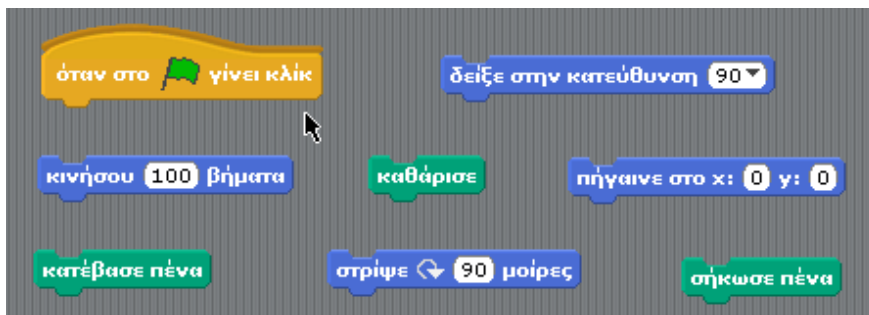 όταν στο γίνει κλίκ
δείξε στην κατεύθυνση 90
κινήσου 100 βήματα
καθάρισε
πήγαινε στο x: 0 y: 0
κατέβασε πένα
στρίψε 90 μοίρες
σήκωσε πένα